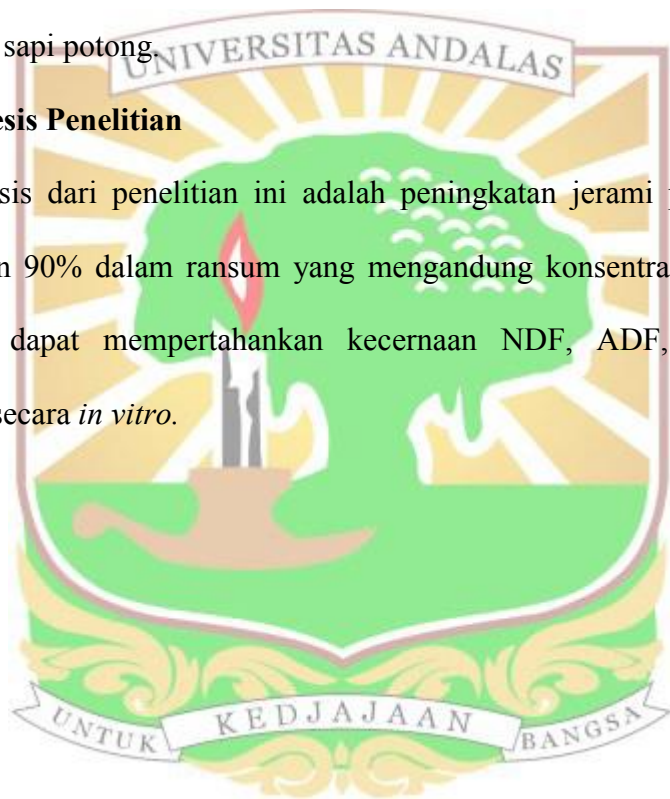 sapi potong.
UNIVERSITAS ANDALAS
esis Penelitian
sis dari penelitian ini adalah peningkatan jerami
n 90% dalam ransum yang mengandung konsentra
dapat mempertahankan kecernaan NDF, ADF,
secara in vitro.
UNTUK KEDJAJAAN BANGSA